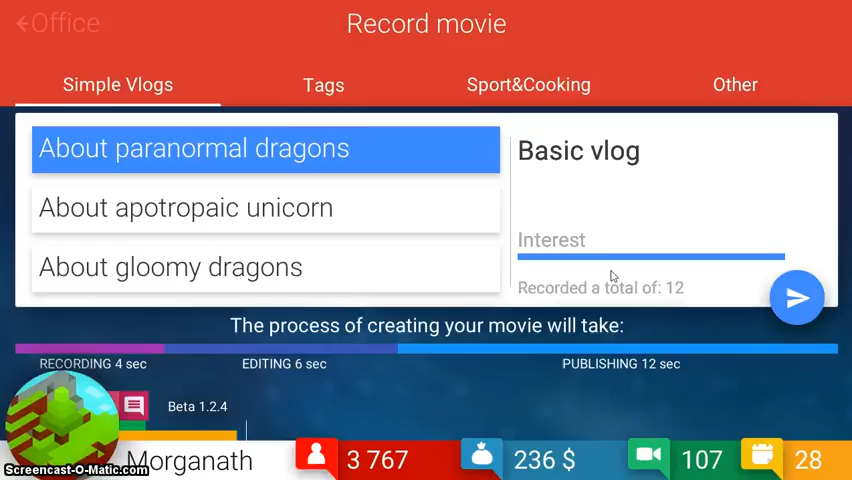 Office
Record movie
Simple Vlogs
Tags
Sport&Cooking
Other
About paranormal dragons
About apotropaic unicorn
About gloomy dragons
Basic vlog
Interest
Recorded a total of: 12
The process of creating your movie will take:
RECORDING 4 sec
EDITING 6 sec
PUBLISHING 12 sec
Beta 1.2.4
Screencast-O-Matic.com
Morganath
3 767
236 $
107
28